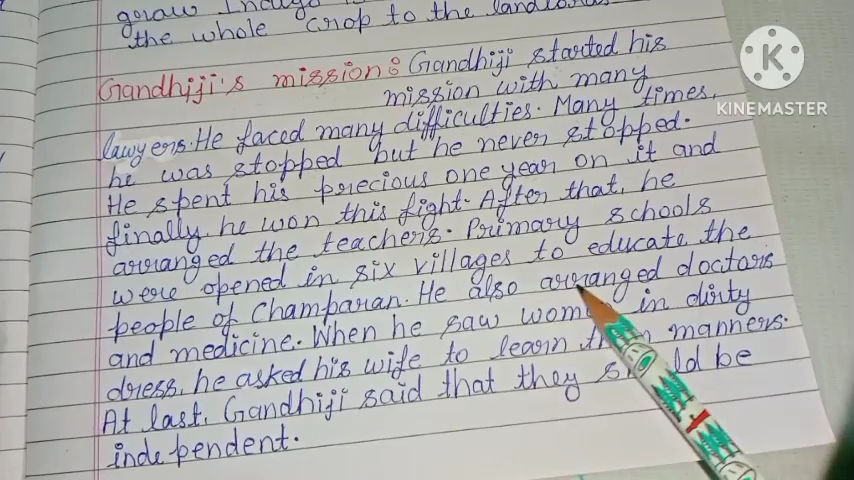 grow Indigo
the whole crop to the landlords
Gandhiji's mission: Gandhiji started his
mission with many
lawyers. He faced many difficulties. Many times,
he was stopped but he never stopped.
He spent his precious one year on it and
finally, he won this fight. After that, he
arranged the teachers. Primary schools
were opened in six villages to educate the
people of Champaran. He also arranged doctors
and medicine. When he saw women in dirty
dress, he asked his wife to learn them manners.
At last, Gandhiji said that they should be
independent.
KINEMASTER